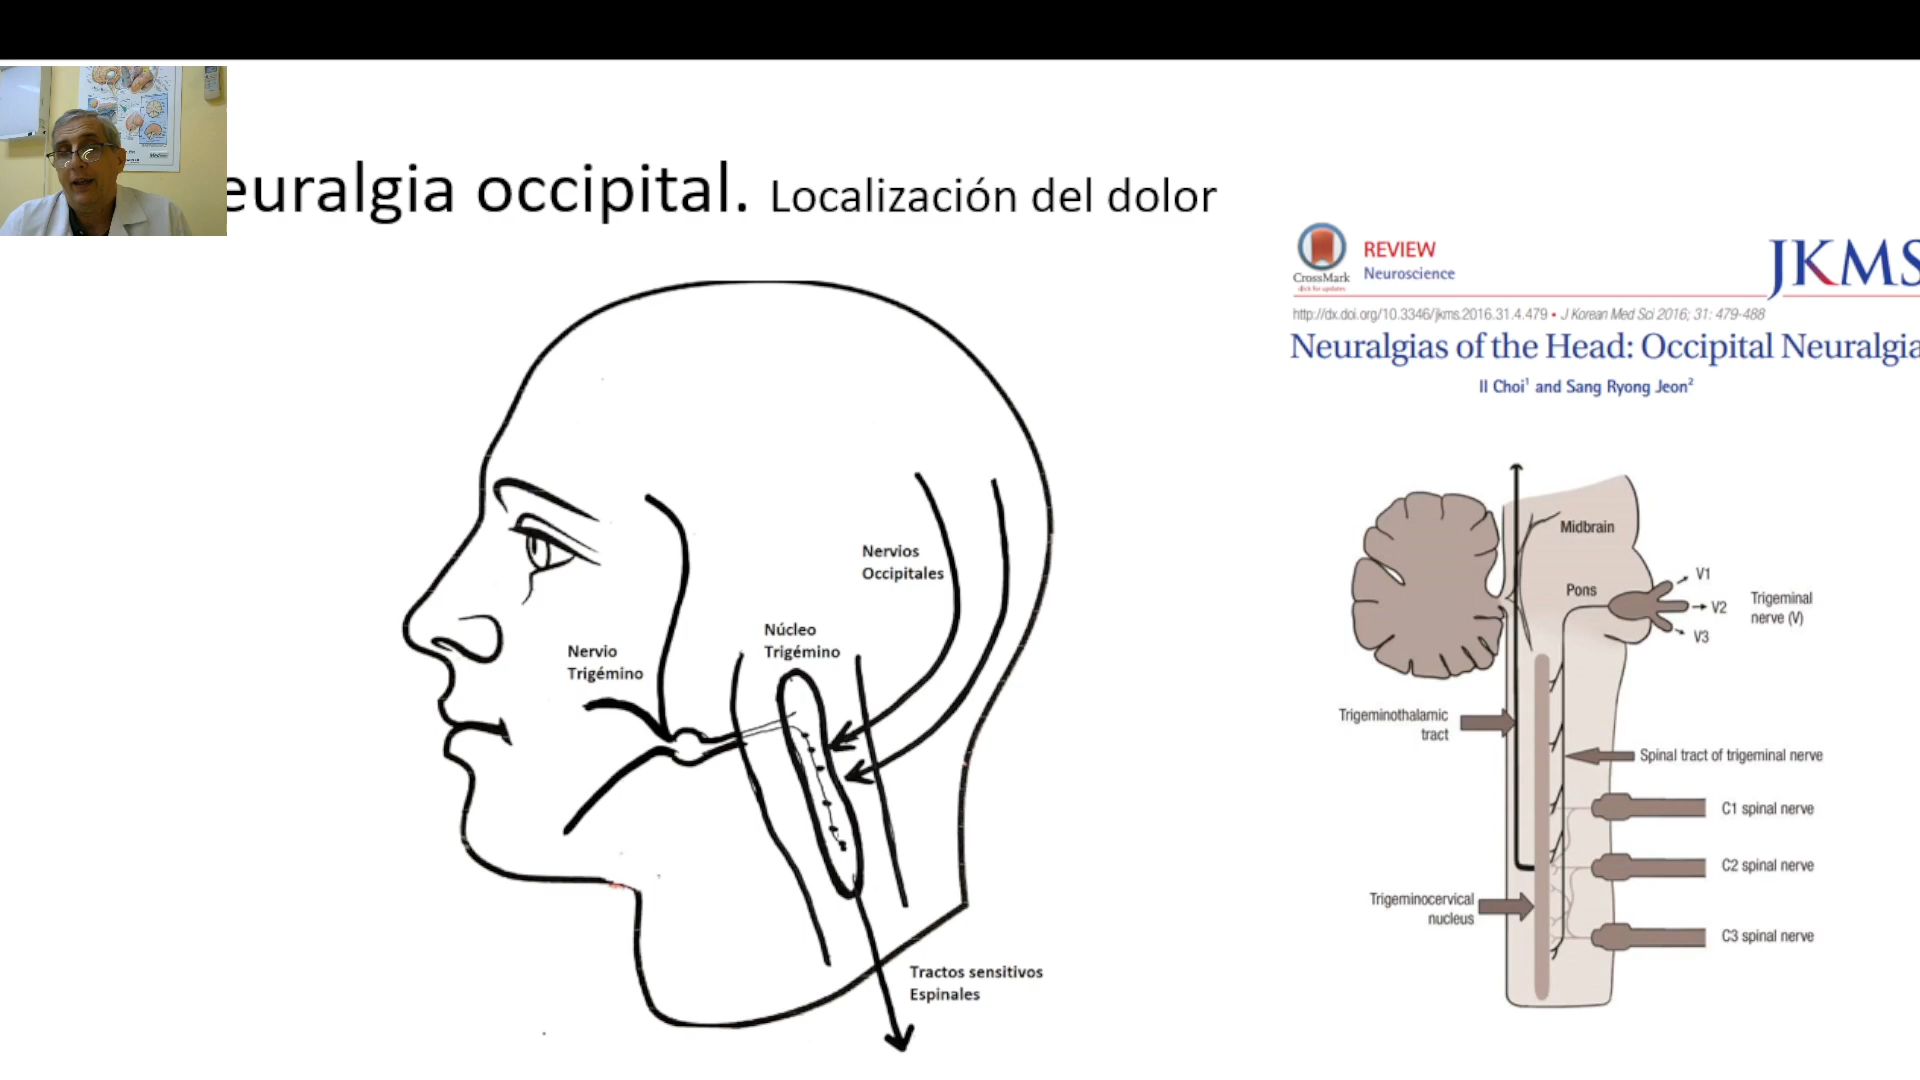 euralgia occipital. Localización del dolor
CrossMark
click for updates
REVIEW
Neuroscience
JKMS
http://dx.doi.org/10.3346/jkms.2016.31.4.479 • J Korean Med Sci 2016; 31: 479-488
Neuralgias of the Head: Occipital Neuralgia
Il Choi¹ and Sang Ryong Jeon²
Nervios
Occipitales
Núcleo
Trigémino
Nervio
Trigémino
Tractos sensitivos
Espinales
Midbrain
Pons
V1
V2
V3
Trigeminal
nerve (V)
Trigeminothalamic
tract
Spinal tract of trigeminal nerve
C1 spinal nerve
C2 spinal nerve
Trigeminocervical
nucleus
C3 spinal nerve